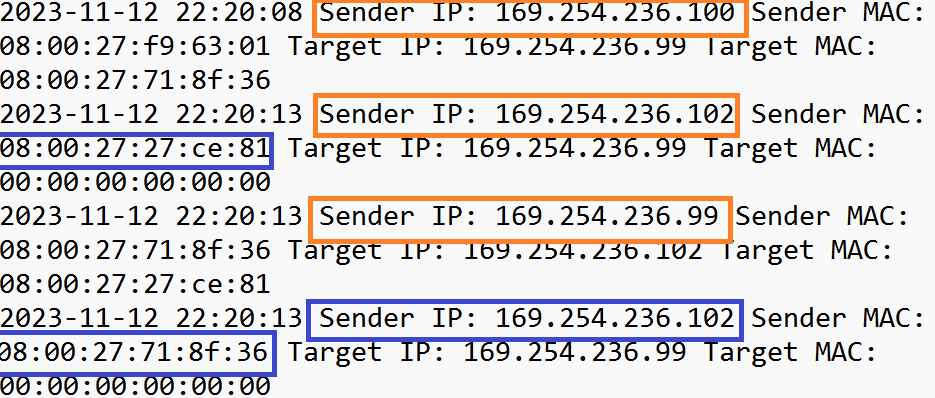 2023-11-12 22:20:08 Sender IP: 169.254.236.100 Sender MAC:
08:00:27:f9:63:01 Target IP: 169.254.236.99 Target MAC:
08:00:27:71:8f:36
2023-11-12 22:20:13 Sender IP: 169.254.236.102 Sender MAC:
08:00:27:27:ce:81 Target IP: 169.254.236.99 Target MAC:
00:00:00:00:00:00
2023-11-12 22:20:13 Sender IP: 169.254.236.99 Sender MAC:
08:00:27:71:8f:36 Target IP: 169.254.236.102 Target MAC:
08:00:27:27:ce:81
2023-11-12 22:20:13 Sender IP: 169.254.236.102 Sender MAC:
08:00:27:71:8f:36 Target IP: 169.254.236.99 Target MAC:
00:00:00:00:00:00